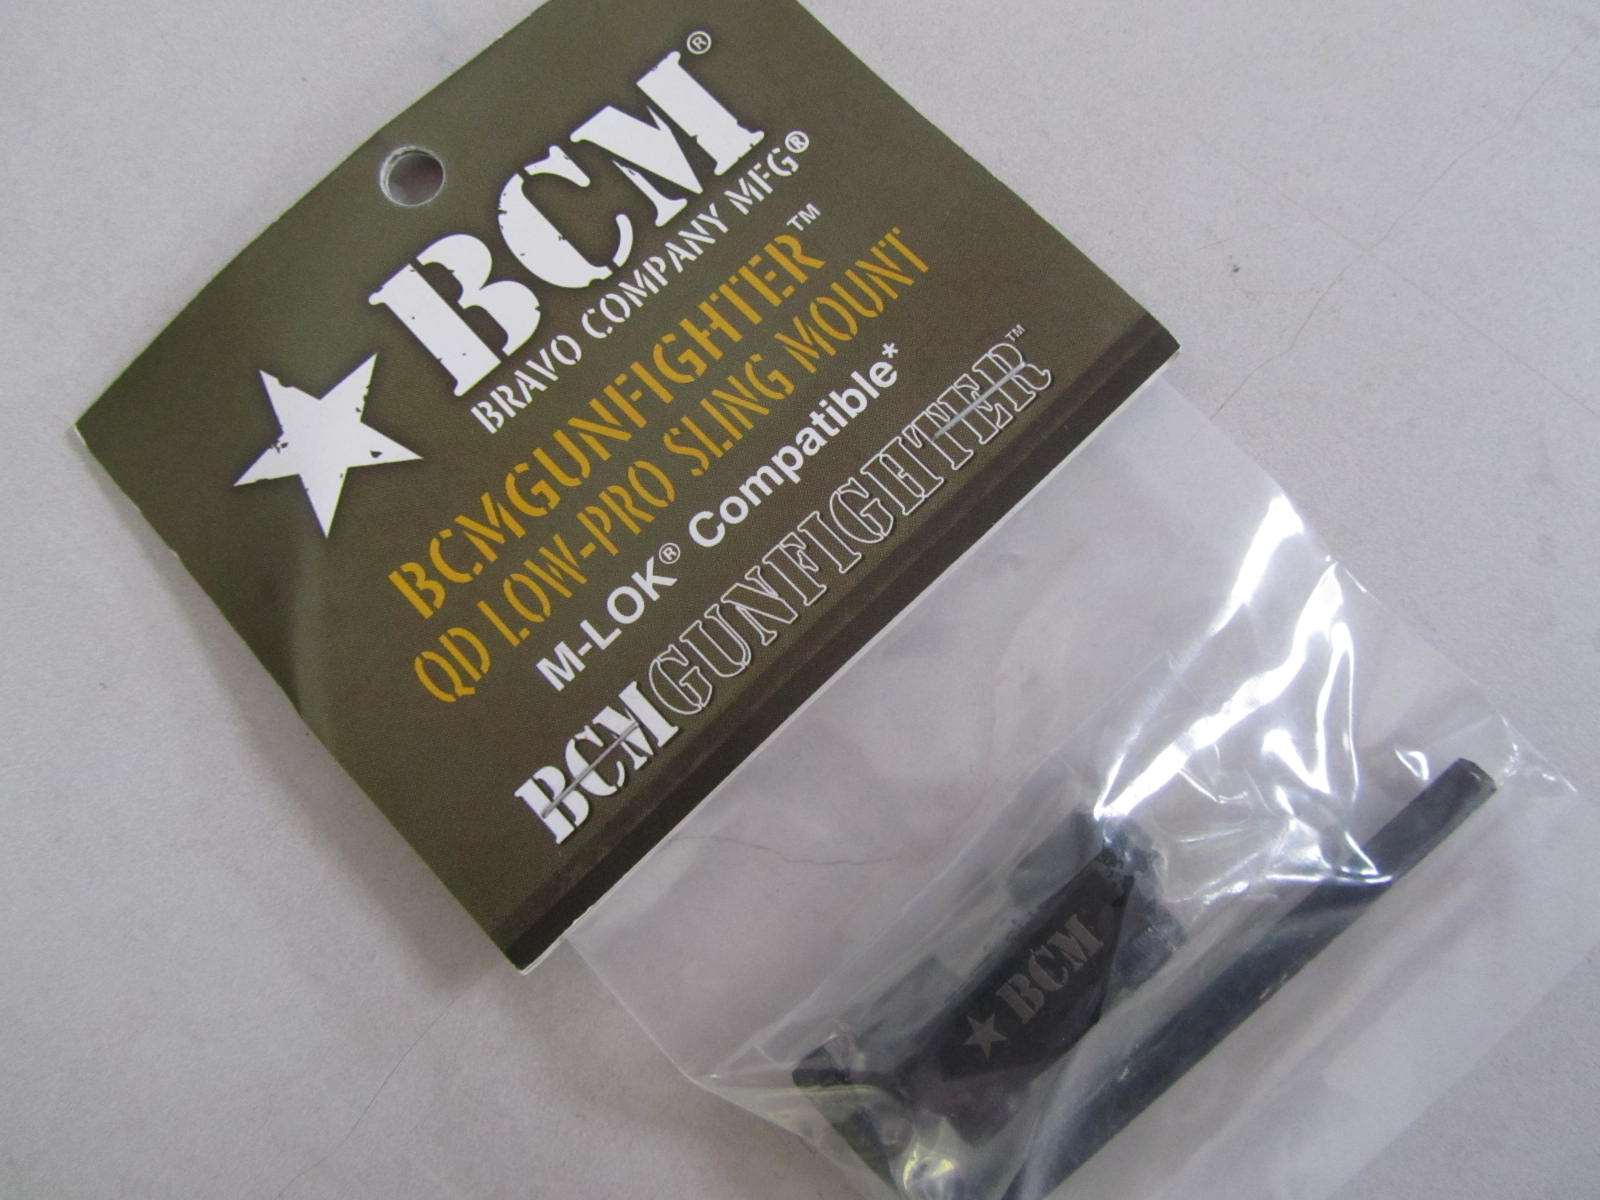 BCM®
BRAVO COMPANY MFG®
BCMGUNFIGHTER™
QD LOW-PRO SLING MOUNT
M-LOK® Compatible*
BCMGUNFIGHTER™
BCM